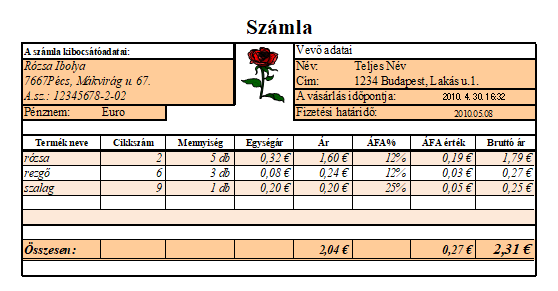 Számla
A számla kibocsátóadatai:
Rózsa Ibolya
7667Pécs, Mákvirág u. 67.
A.sz.: 12345678-2-02
Pénznem: Euro
Vevő adatai
Név: Teljes Név
Cím: 1234 Budapest, Lakás u.1.
A vásárlás időpontja: 2010. 4. 30. 16:32
Fizetési határidő: 2010.05.08
Termék neve Cikkszám Mennyiség Egységár Ár ÁFA% ÁFA érték Bruttó ár
rózsa 2 5 db 0,32 € 1,60 € 12% 0,19 € 1,79 €
rezgő 6 3 db 0,08 € 0,24 € 12% 0,03 € 0,27 €
szalag 9 1 db 0,20 € 0,20 € 25% 0,05 € 0,25 €
Összesen: 2,04 € 0,27 € 2,31 €